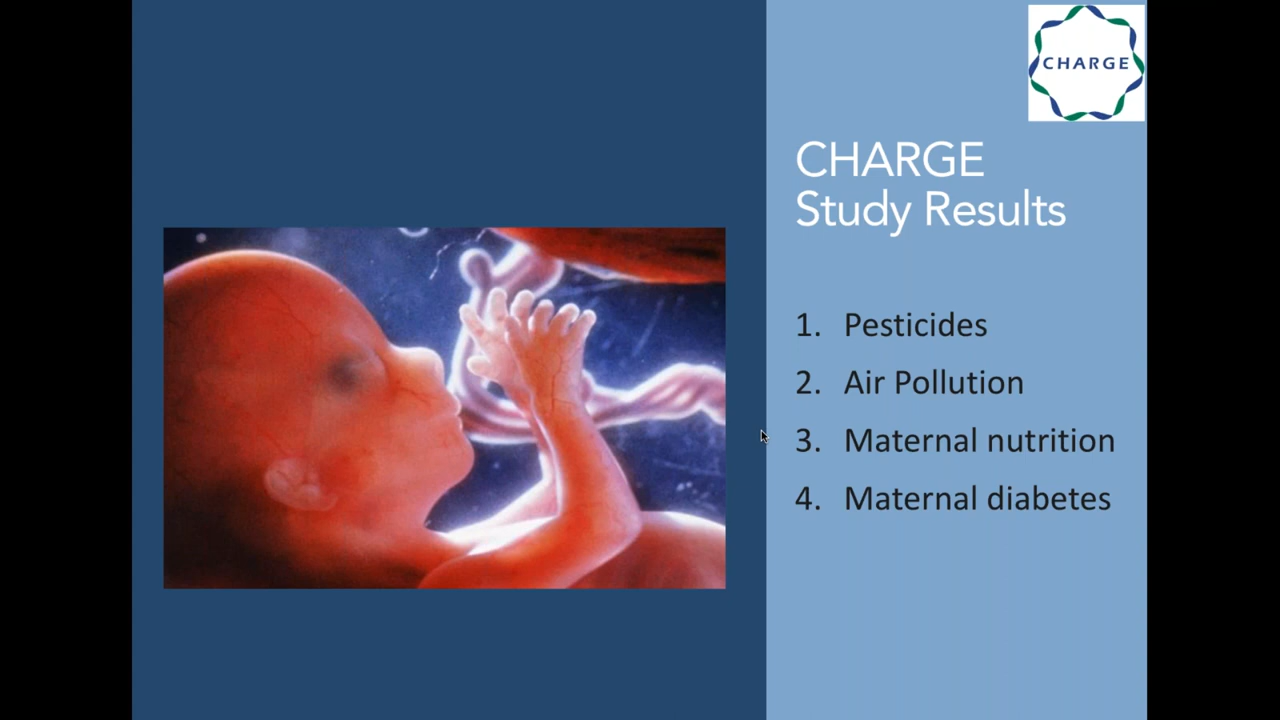 CHARGE
CHARGE
Study Results
1. Pesticides
2. Air Pollution
3. Maternal nutrition
4. Maternal diabetes